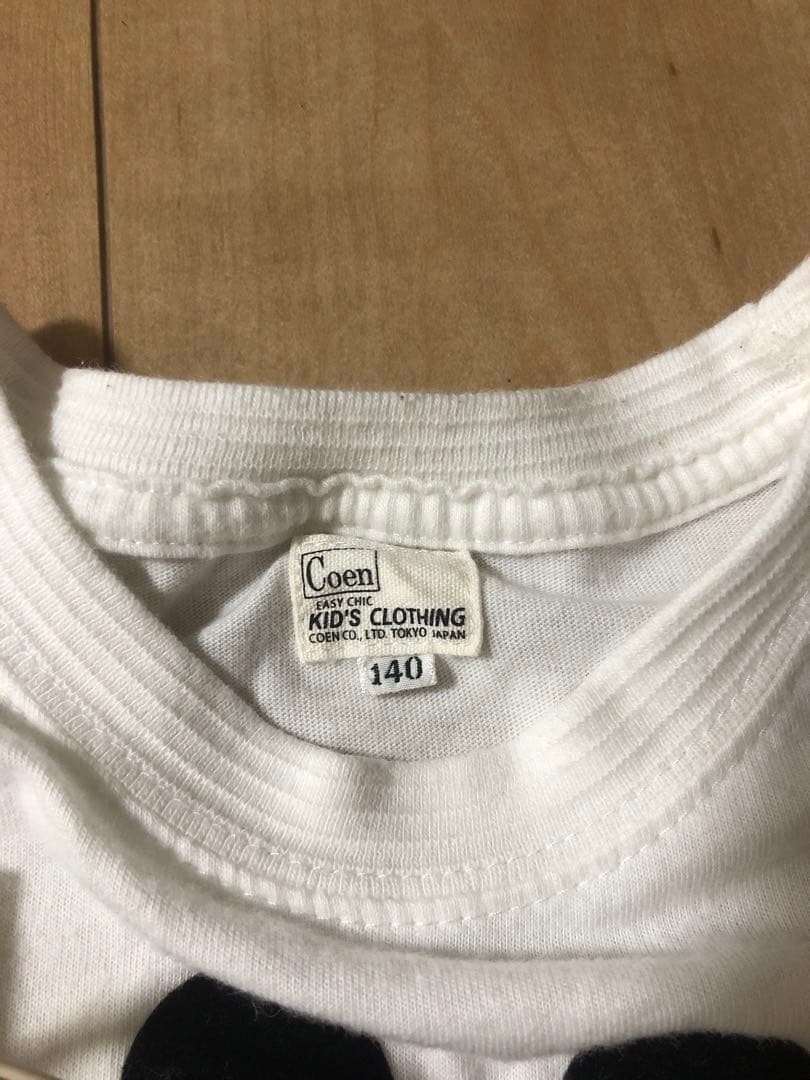 Coen
EASY CHIC
KID'S CLOTHING
COEN CO., LTD. TOKYO JAPAN
140